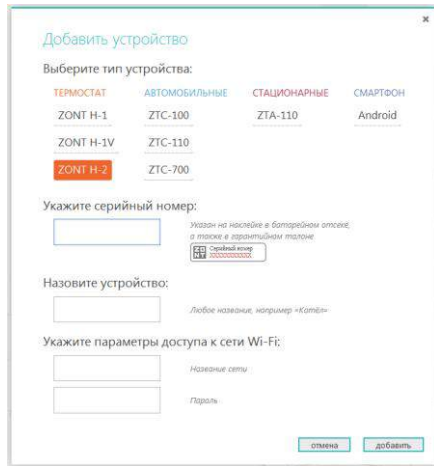 Добавить устройство
Выберите тип устройства:
ТЕРМОСТАТ АВТОМОБИЛЬНЫЕ СТАЦИОНАРНЫЕ СМАРТФОН
ZONT H-1 ZTC-100 ZTA-110 Android
ZONT H-1V ZTC-110
ZONT H-2 ZTC-700
Укажите серийный номер:
Указан на наклейке в батарейном отсеке,
а также в гарантийном талоне
Серийный номер
XXXXXXXXXXXX
Назовите устройство:
Любое название, например «Котёл»
Укажите параметры доступа к сети Wi-Fi:
Название сети
Пароль
отмена добавить